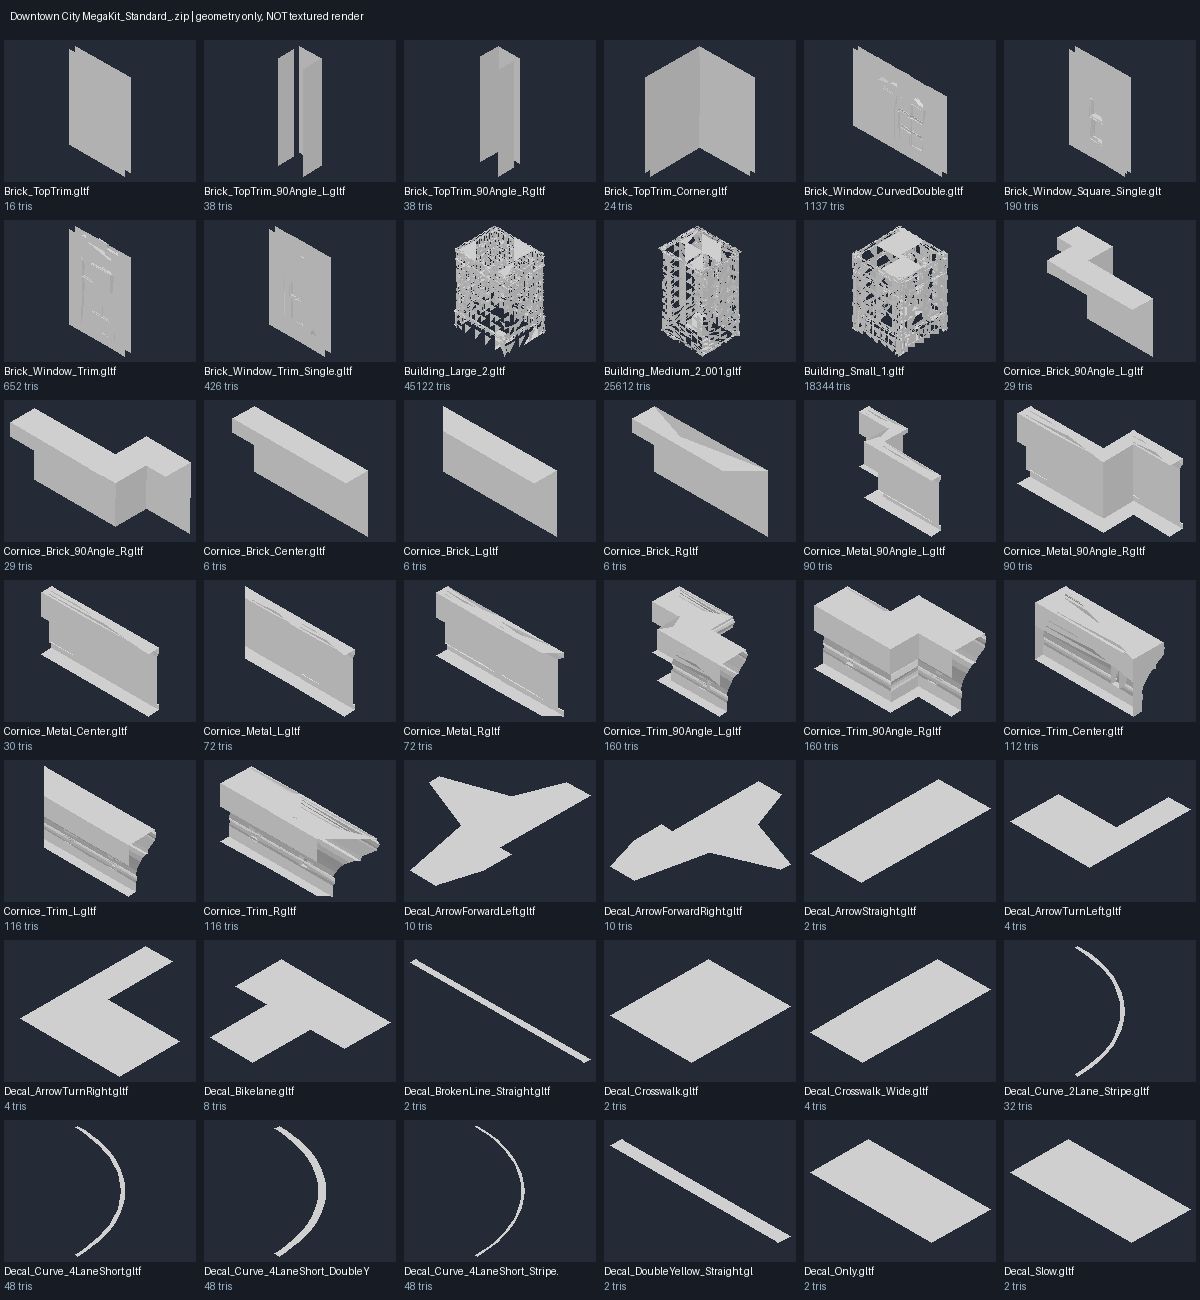 Downtown City MegaKit_Standard_.zip | geometry only, NOT textured render
Brick_TopTrim.gltf
16 tris
Brick_TopTrim_90Angle_L.gltf
38 tris
Brick_TopTrim_90Angle_R.gltf
38 tris
Brick_TopTrim_Corner.gltf
24 tris
Brick_Window_CurvedDouble.gltf
1137 tris
Brick_Window_Square_Single.glt
190 tris
Brick_Window_Trim.gltf
652 tris
Brick_Window_Trim_Single.gltf
426 tris
Building_Large_2.gltf
45122 tris
Building_Medium_2_001.gltf
25612 tris
Building_Small_1.gltf
18344 tris
Cornice_Brick_90Angle_L.gltf
29 tris
Cornice_Brick_90Angle_R.gltf
29 tris
Cornice_Brick_Center.gltf
6 tris
Cornice_Brick_L.gltf
6 tris
Cornice_Brick_R.gltf
6 tris
Cornice_Metal_90Angle_L.gltf
90 tris
Cornice_Metal_90Angle_R.gltf
90 tris
Cornice_Metal_Center.gltf
30 tris
Cornice_Metal_L.gltf
72 tris
Cornice_Metal_R.gltf
72 tris
Cornice_Trim_90Angle_L.gltf
160 tris
Cornice_Trim_90Angle_R.gltf
160 tris
Cornice_Trim_Center.gltf
112 tris
Cornice_Trim_L.gltf
116 tris
Cornice_Trim_R.gltf
116 tris
Decal_ArrowForwardLeft.gltf
10 tris
Decal_ArrowForwardRight.gltf
10 tris
Decal_ArrowStraight.gltf
2 tris
Decal_ArrowTurnLeft.gltf
4 tris
Decal_ArrowTurnRight.gltf
4 tris
Decal_Bikelane.gltf
8 tris
Decal_BrokenLine_Straight.gltf
2 tris
Decal_Crosswalk.gltf
2 tris
Decal_Crosswalk_Wide.gltf
4 tris
Decal_Curve_2Lane_Stripe.gltf
32 tris
Decal_Curve_4LaneShort.gltf
48 tris
Decal_Curve_4LaneShort_DoubleY
48 tris
Decal_Curve_4LaneShort_Stripe.
48 tris
Decal_DoubleYellow_Straight.gl
2 tris
Decal_Only.gltf
2 tris
Decal_Slow.gltf
2 tris